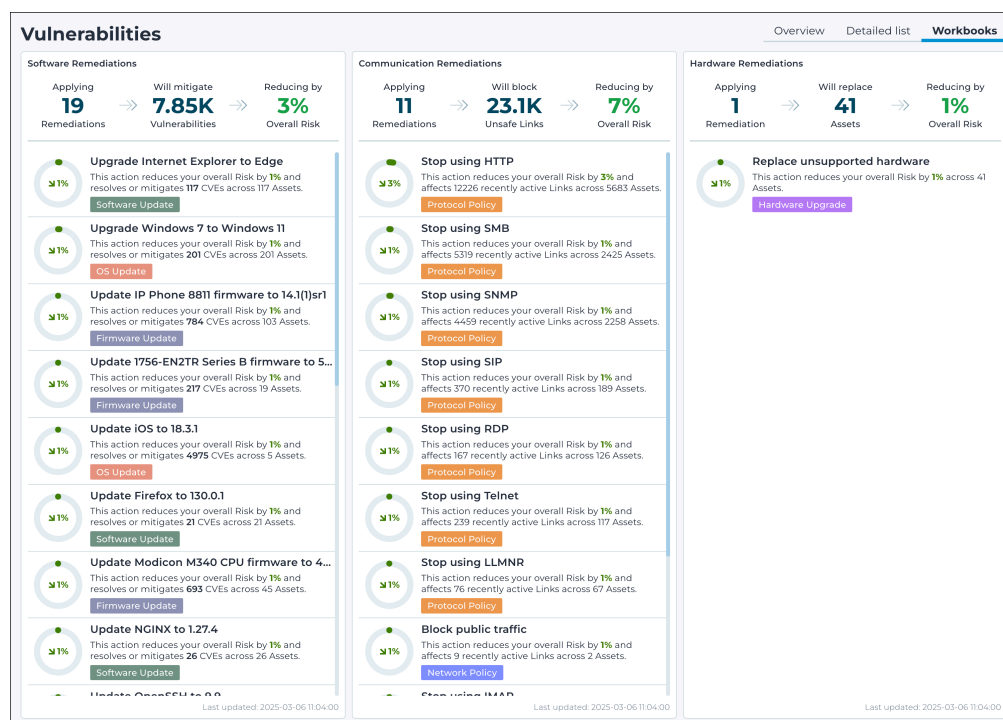 Vulnerabilities
Overview
Detailed list
Workbooks
Software Remediations
Applying
19
Remediations
Will mitigate
7.85K
Vulnerabilities
Reducing by
3%
Overall Risk
Upgrade Internet Explorer to Edge
This action reduces your overall Risk by 1% and
resolves or mitigates 117 CVEs across 117 Assets.
1%
Software Update
Upgrade Windows 7 to Windows 11
This action reduces your overall Risk by 1% and
resolves or mitigates 201 CVEs across 201 Assets.
1%
OS Update
Update IP Phone 8811 firmware to 14.1(1)sr1
This action reduces your overall Risk by 1% and
resolves or mitigates 784 CVEs across 103 Assets.
1%
Firmware Update
Update 1756-EN2TR Series B firmware to 5...
This action reduces your overall Risk by 1% and
resolves or mitigates 217 CVEs across 19 Assets.
1%
Firmware Update
Update iOS to 18.3.1
This action reduces your overall Risk by 1% and
resolves or mitigates 4975 CVEs across 5 Assets.
1%
OS Update
Update Firefox to 130.0.1
This action reduces your overall Risk by 1% and
resolves or mitigates 21 CVEs across 21 Assets.
1%
Software Update
Update Modicon M340 CPU firmware to 4...
This action reduces your overall Risk by 1% and
resolves or mitigates 693 CVEs across 45 Assets.
1%
Firmware Update
Update NGINX to 1.27.4
This action reduces your overall Risk by 1% and
resolves or mitigates 26 CVEs across 26 Assets.
1%
Software Update
Update OpenSSH to 9.9
Last updated: 2025-03-06 11:04:00
Communication Remediations
Applying
11
Remediations
Will block
23.1K
Unsafe Links
Reducing by
7%
Overall Risk
Stop using HTTP
This action reduces your overall Risk by 3% and
affects 12226 recently active Links across 5683 Assets.
3%
Protocol Policy
Stop using SMB
This action reduces your overall Risk by 1% and
affects 5319 recently active Links across 2425 Assets.
1%
Protocol Policy
Stop using SNMP
This action reduces your overall Risk by 1% and
affects 4459 recently active Links across 2258 Assets.
1%
Protocol Policy
Stop using SIP
This action reduces your overall Risk by 1% and
affects 370 recently active Links across 189 Assets.
1%
Protocol Policy
Stop using RDP
This action reduces your overall Risk by 1% and
affects 167 recently active Links across 126 Assets.
1%
Protocol Policy
Stop using Telnet
This action reduces your overall Risk by 1% and
affects 239 recently active Links across 117 Assets.
1%
Protocol Policy
Stop using LLMNR
This action reduces your overall Risk by 1% and
affects 76 recently active Links across 67 Assets.
1%
Protocol Policy
Block public traffic
This action reduces your overall Risk by 1% and
affects 9 recently active Links across 2 Assets.
1%
Network Policy
Stop using IMAP
Last updated: 2025-03-06 11:04:00
Hardware Remediations
Applying
1
Remediation
Will replace
41
Assets
Reducing by
1%
Overall Risk
Replace unsupported hardware
This action reduces your overall Risk by 1% across 41
Assets.
1%
Hardware Upgrade
Last updated: 2025-03-06 11:04:00